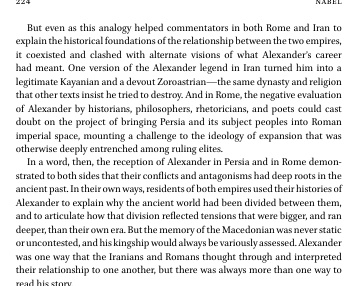 224 NABEL
But even as this analogy helped commentators in both Rome and Iran to
explain the historical foundations of the relationship between the two empires,
it coexisted and clashed with alternate visions of what Alexander's career
had meant. One version of the Alexander legend in Iran turned him into a
legitimate Kayanian and a devout Zoroastrian—the same dynasty and religion
that other texts insist he tried to destroy. And in Rome, the negative evaluation
of Alexander by historians, philosophers, rhetoricians, and poets could cast
doubt on the project of bringing Persia and its subject peoples into Roman
imperial space, mounting a challenge to the ideology of expansion that was
otherwise deeply entrenched among ruling elites.
In a word, then, the reception of Alexander in Persia and in Rome demon-
strated to both sides that their conflicts and antagonisms had deep roots in the
ancient past. In their own ways, residents of both empires used their histories of
Alexander to explain why the ancient world had been divided between them,
and to articulate how that division reflected tensions that were bigger, and ran
deeper, than their own era. But the memory of the Macedonian was never static
or uncontested, and his kingship would always be variously assessed. Alexander
was one way that the Iranians and Romans thought through and interpreted
their relationship to one another, but there was always more than one way to
read his story.